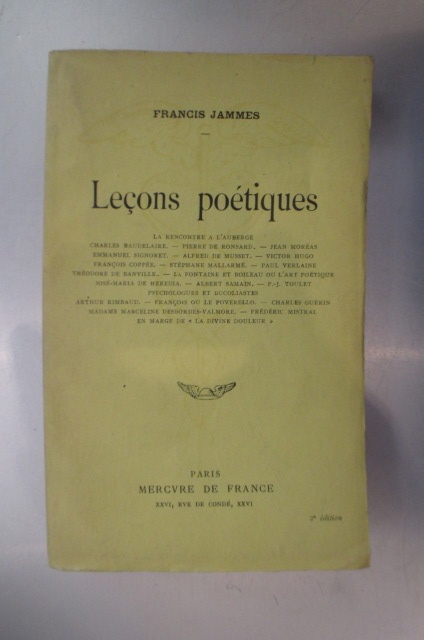 FRANCIS JAMMES
Leçons poétiques
LA RENCONTRE A L'AUBERGE
CHARLES BAUDELAIRE. — PIERRE DE RONSARD. — JEAN MORÉAS
EMMANUEL SIGNORET. — ALFRED DE MUSSET. — VICTOR HUGO
FRANÇOIS COPPÉE. — STÉPHANE MALLARMÉ. — PAUL VERLAINE
THÉODORE DE BANVILLE. — LA FONTAINE ET BOILEAU OU L'ART POÉTIQUE
JOSÉ-MARIA DE HEREDIA. — ALBERT SAMAIN. — P.-J. TOULET
PSYCHOLOGUES ET BUCOLIASTES
ARTHUR RIMBAUD. — FRANÇOIS OU LE POVERELLO. — CHARLES GUÉRIN
MADAME MARCELINE DESBORDES-VALMORE. — FRÉDÉRIC MISTRAL
EN MARGE DE « LA DIVINE DOULEUR »
PARIS
MERCVRE DE FRANCE
XXVI, RVE DE CONDÉ, XXVI
2e édition